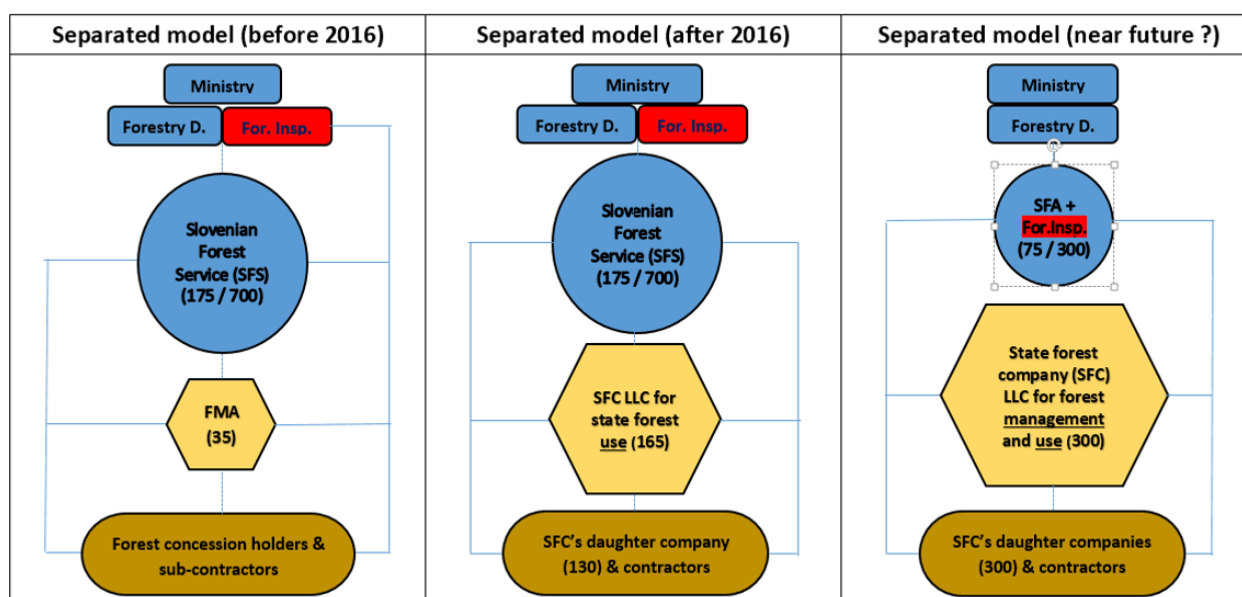 Separated model (before 2016)
Ministry
Forestry D.
For. Insp.
Slovenian
Forest
Service (SFS)
(175 / 700)
FMA
(35)
Forest concession holders &
sub-contractors
Separated model (after 2016)
Ministry
Forestry D.
For. Insp.
Slovenian
Forest
Service (SFS)
(175 / 700)
SFC LLC for
state forest
use (165)
SFC's daughter company
(130) & contractors
Separated model (near future ?)
Ministry
Forestry D.
SFA +
For.Insp.
(75 / 300)
State forest
company (SFC)
LLC for forest
management
and use (300)
SFC's daughter companies
(300) & contractors